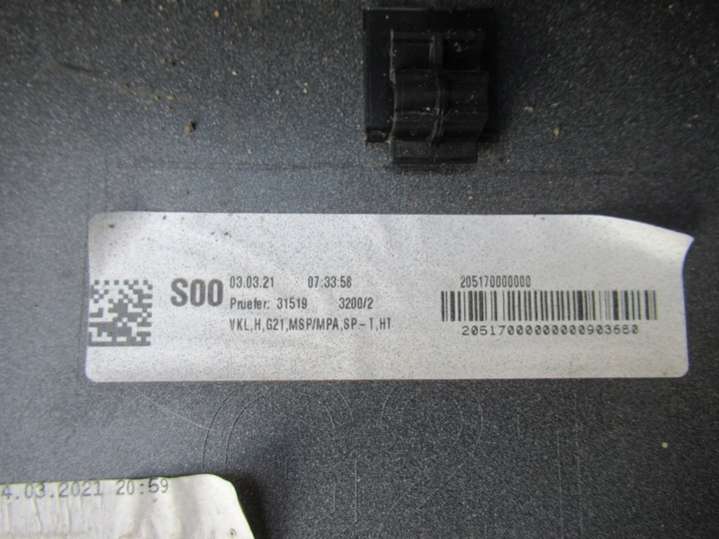 S00 03.03.21 07:33:58
Pruefer: 31519 3200/2
VKL,H,G21,MSP/MPA,SP-T,HT
205170000000
20517000000000903660
4.03.2021 20:59